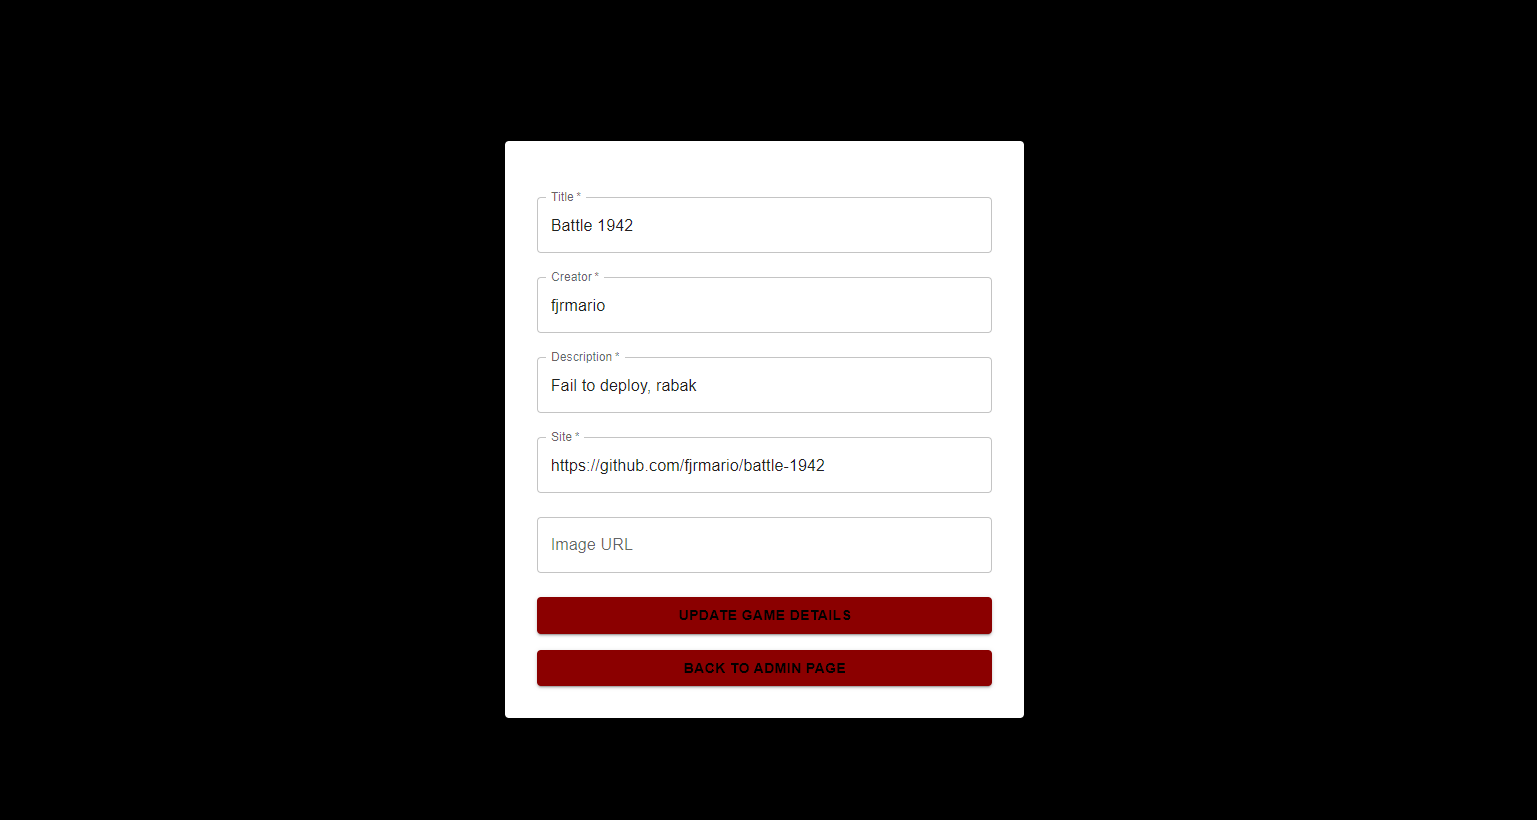 Title *
Battle 1942
Creator *
fjrmario
Description *
Fail to deploy, rabak
Site *
https://github.com/fjrmario/battle-1942
Image URL
UPDATE GAME DETAILS
BACK TO ADMIN PAGE